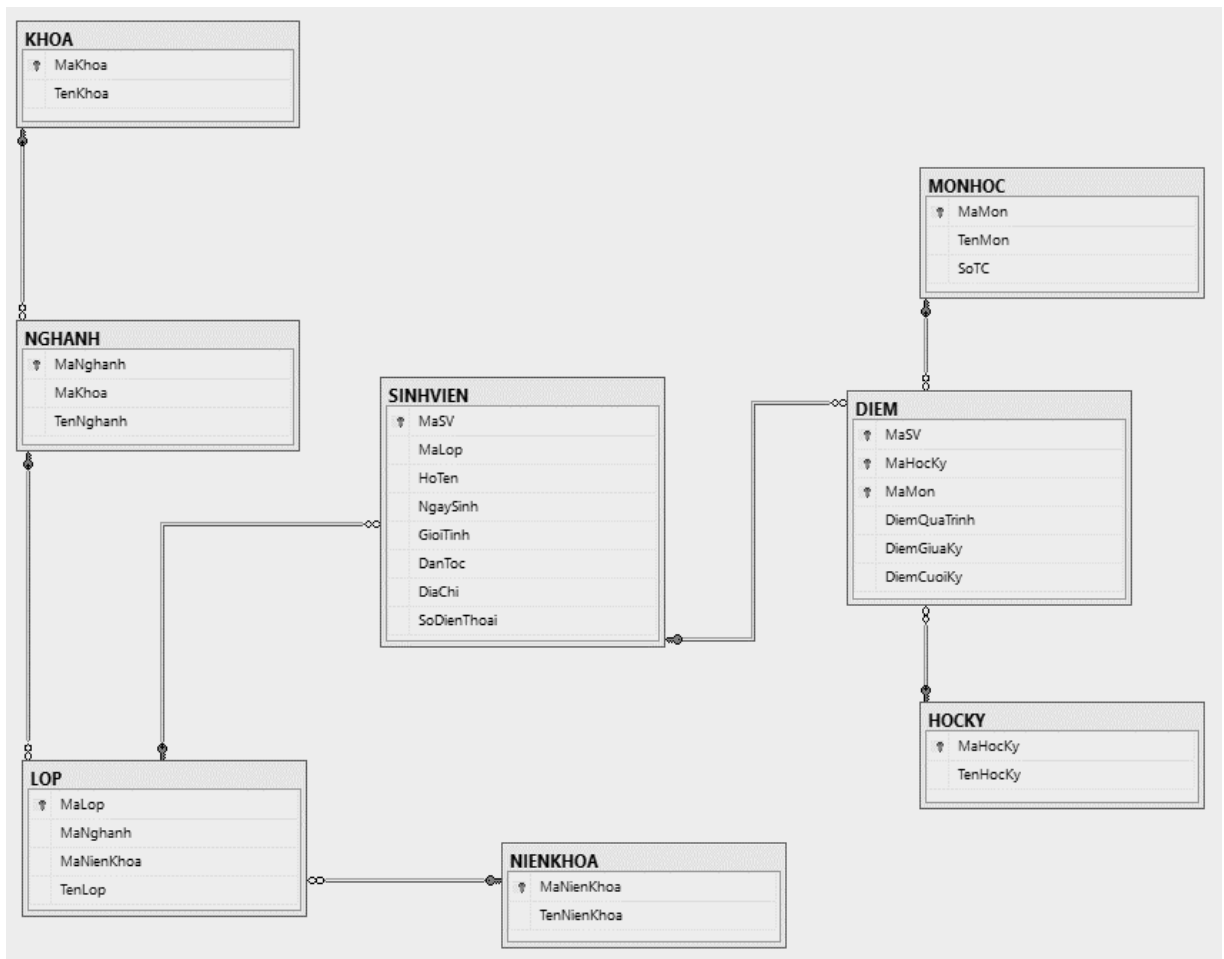 KHOA
MaKhoa
TenKhoa
NGHANH
MaNghanh
MaKhoa
TenNghanh
SINHVIEN
MaSV
MaLop
HoTen
NgaySinh
GioiTinh
DanToc
DiaChi
SoDienThoai
MONHOC
MaMon
TenMon
SoTC
DIEM
MaSV
MaHocKy
MaMon
DiemQuaTrinh
DiemGiuaKy
DiemCuoiKy
HOCKY
MaHocKy
TenHocKy
LOP
MaLop
MaNghanh
MaNienKhoa
TenLop
NIENKHOA
MaNienKhoa
TenNienKhoa